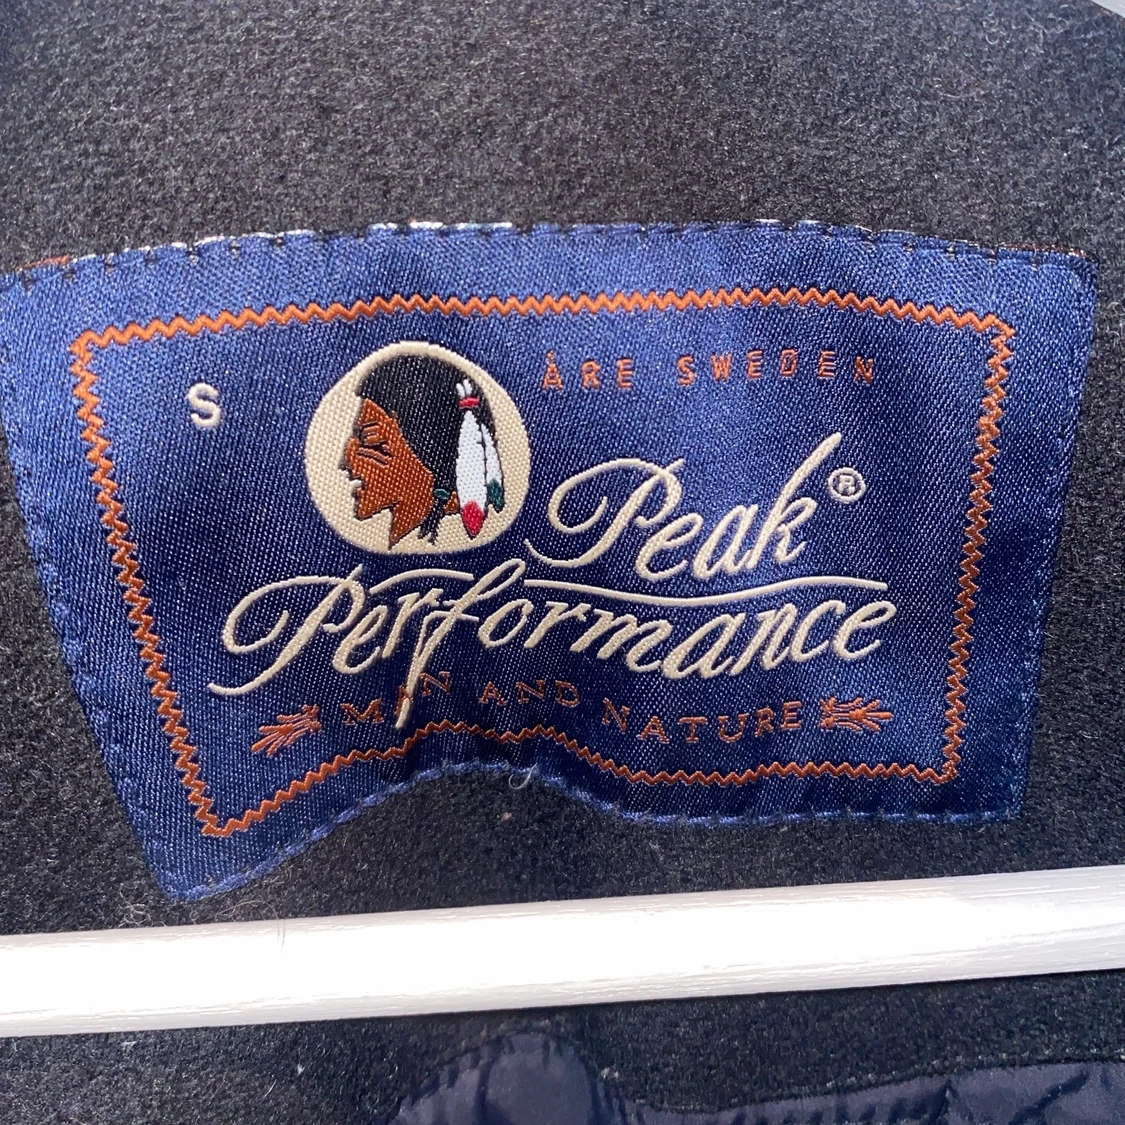 S
ÅRE SWEDEN
Peak®
Performance
MAN AND NATURE